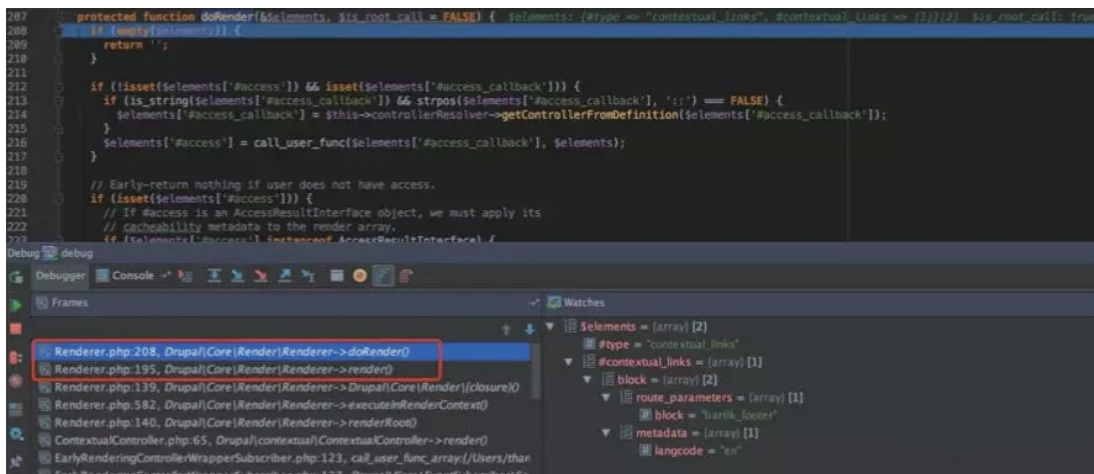 207 protected function doRender(&$elements, $is_root_call = FALSE) { $elements: {#type => "contextual_links", #contextual_links => [1]}[2] $is_root_call: true
208 if (empty($elements)) {
209 return '';
210 }
211
212 if (!isset($elements['#access']) && isset($elements['#access_callback'])) {
213 if (is_string($elements['#access_callback']) && strpos($elements['#access_callback'], '::') === FALSE) {
214 $elements['#access_callback'] = $this->controllerResolver->getControllerFromDefinition($elements['#access_callback']);
215 }
216 $elements['#access'] = call_user_func($elements['#access_callback'], $elements);
217 }
218
219 // Early-return nothing if user does not have access.
220 if (isset($elements['#access'])) {
221 // If #access is an AccessResultInterface object, we must apply its
222 // cacheability metadata to the render array.
223 if ($elements['#access'] instanceof AccessResultInterface) {
Debug debug
Debugger Console
Frames
Renderer.php:208, Drupal\Core\Render\Renderer->doRender()
Renderer.php:195, Drupal\Core\Render\Renderer->render()
Renderer.php:139, Drupal\Core\Render\Renderer->Drupal\Core\Render\{closure}()
Renderer.php:582, Drupal\Core\Render\Renderer->executeInRenderContext()
Renderer.php:140, Drupal\Core\Render\Renderer->renderRoot()
ContextualController.php:65, Drupal\contextual\ContextualController->render()
EarlyRenderingControllerWrapperSubscriber.php:123, call_user_func_array:{/Users/than
Watches
$elements = {array} [2]
#type = "contextual_links"
#contextual_links = {array} [1]
block = {array} [2]
route_parameters = {array} [1]
block = "bartik_footer"
metadata = {array} [1]
langcode = "en"